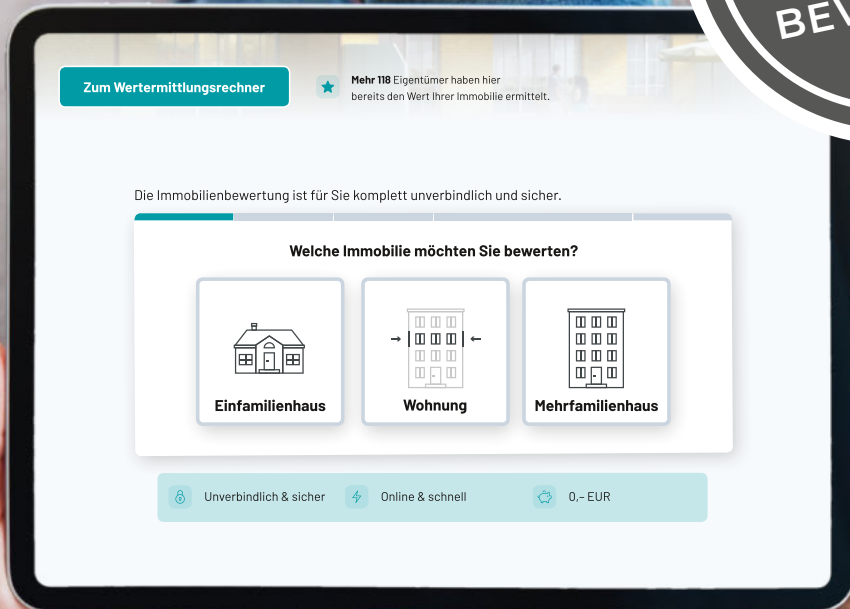 Zum Wertermittlungsrechner
Mehr 118 Eigentümer haben hier
bereits den Wert Ihrer Immobilie ermittelt.
Die Immobilienbewertung ist für Sie komplett unverbindlich und sicher.
Welche Immobilie möchten Sie bewerten?
Einfamilienhaus
Wohnung
Mehrfamilienhaus
Unverbindlich & sicher
Online & schnell
0,– EUR